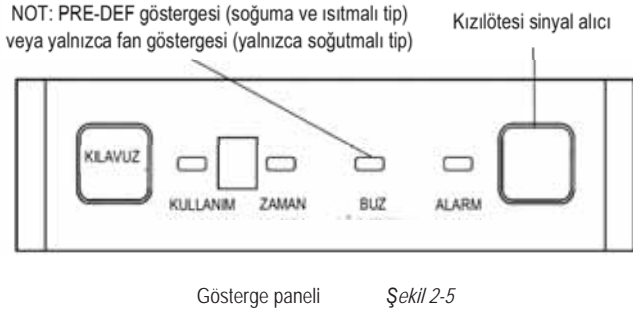 NOT: PRE-DEF göstergesi (soğuma ve ısıtmalı tip)
veya yalnızca fan göstergesi (yalnızca soğutmalı tip)
Kızılötesi sinyal alıcı
KILAVUZ
KULLANIM
ZAMAN
BUZ
ALARM
Gösterge paneli Şekil 2-5